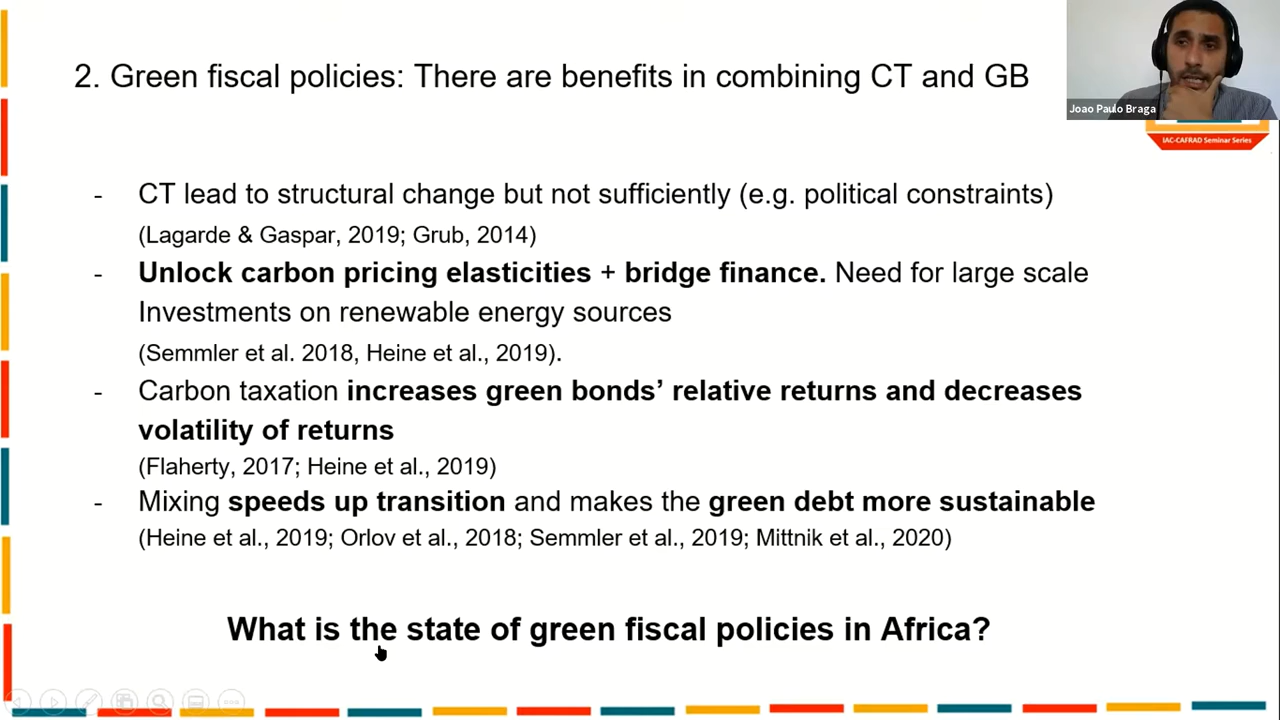 2. Green fiscal policies: There are benefits in combining CT and GB
Joao Paulo Braga
IAC-CAFRAD Seminar Series
- CT lead to structural change but not sufficiently (e.g. political constraints)
(Lagarde & Gaspar, 2019; Grub, 2014)
- Unlock carbon pricing elasticities + bridge finance. Need for large scale
Investments on renewable energy sources
(Semmler et al. 2018, Heine et al., 2019).
- Carbon taxation increases green bonds’ relative returns and decreases
volatility of returns
(Flaherty, 2017; Heine et al., 2019)
- Mixing speeds up transition and makes the green debt more sustainable
(Heine et al., 2019; Orlov et al., 2018; Semmler et al., 2019; Mittnik et al., 2020)
What is the state of green fiscal policies in Africa?